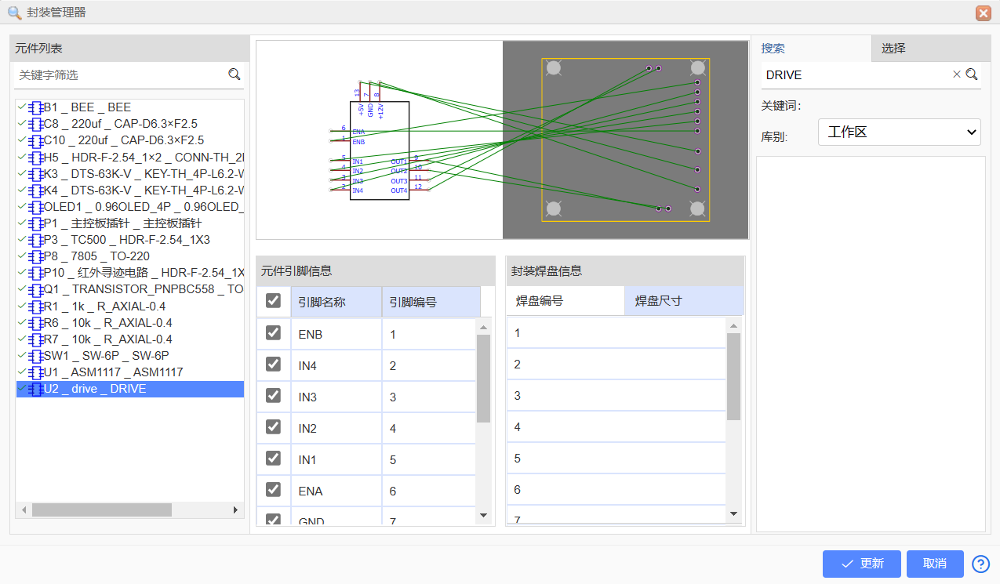 封装管理器
元件列表
关键字筛选
B1 _ BEE _ BEE
C8 _ 220uf _ CAP-D6.3×F2.5
C10 _ 220uf _ CAP-D6.3×F2.5
H5 _ HDR-F-2.54_1×2 _ CONN-TH_2
K3 _ DTS-63K-V _ KEY-TH_4P-L6.2-W
K4 _ DTS-63K-V _ KEY-TH_4P-L6.2-W
OLED1 _ 0.96OLED_4P _ 0.96OLED_
P1 _ 主控板插针 _ 主控板插针
P3 _ TC500 _ HDR-F-2.54_1X3
P8 _ 7805 _ TO-220
P10 _ 红外寻迹电路 _ HDR-F-2.54_1X
Q1 _ TRANSISTOR_PNPBC558 _ TO
R1 _ 1k _ R_AXIAL-0.4
R6 _ 10k _ R_AXIAL-0.4
R7 _ 10k _ R_AXIAL-0.4
SW1 _ SW-6P _ SW-6P
U1 _ ASM1117 _ ASM1117
U2 _ drive _ DRIVE
13 7 8
+5V GND +12V
6 ENA
1 ENB
5 IN1 OUT1 9
4 IN2 OUT2 10
3 IN3 OUT3 11
2 IN4 OUT4 12
元件引脚信息
引脚名称 引脚编号
ENB 1
IN4 2
IN3 3
IN2 4
IN1 5
ENA 6
GND 7
封装焊盘信息
焊盘编号 焊盘尺寸
1
2
3
4
5
6
7
搜索 选择
DRIVE
关键词:
库别: 工作区
更新 取消